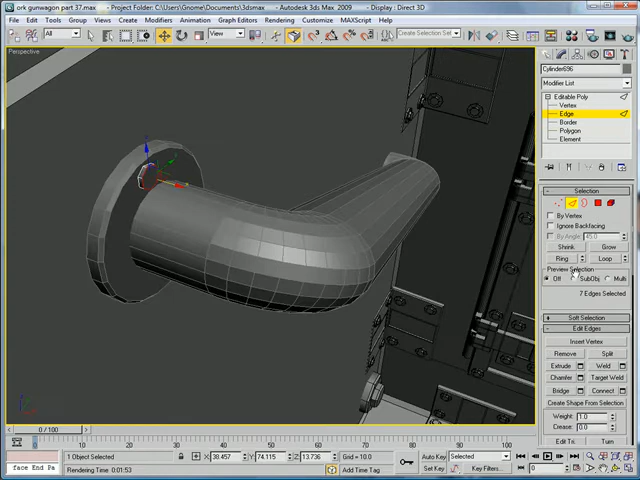 ork gunwagon part 37.max - Project Folder: C:\Users\Gnome\Documents\3dsmax - Autodesk 3ds Max 2009 - Display : Direct 3D
File Edit Tools Group Views Create Modifiers Animation Graph Editors Rendering Customize MAXScript Help
All View Create Selection Se
Perspective
Cylinder696
Modifier List
Editable Poly
Vertex
Edge
Border
Polygon
Element
Selection
By Vertex
Ignore Backfacing
By Angle: 45.0
Shrink Grow
Ring Loop
Preview Selection
Off SubObj Multi
7 Edges Selected
Soft Selection
Edit Edges
Insert Vertex
Remove Split
Extrude Weld
Chamfer Target Weld
Bridge Connect
Create Shape From Selection
Weight: 1.0
Crease: 0.0
Edit Tri. Turn
0 / 100
0 10 20 30 40 50 60 70 80 90 100
1 Object Selected X: 38.457 Y: 74.115 Z: 13.736 Grid = 10.0 Auto Key Selected
face End Pa Rendering Time 0:01:53 Add Time Tag Set Key Key Filters... 0